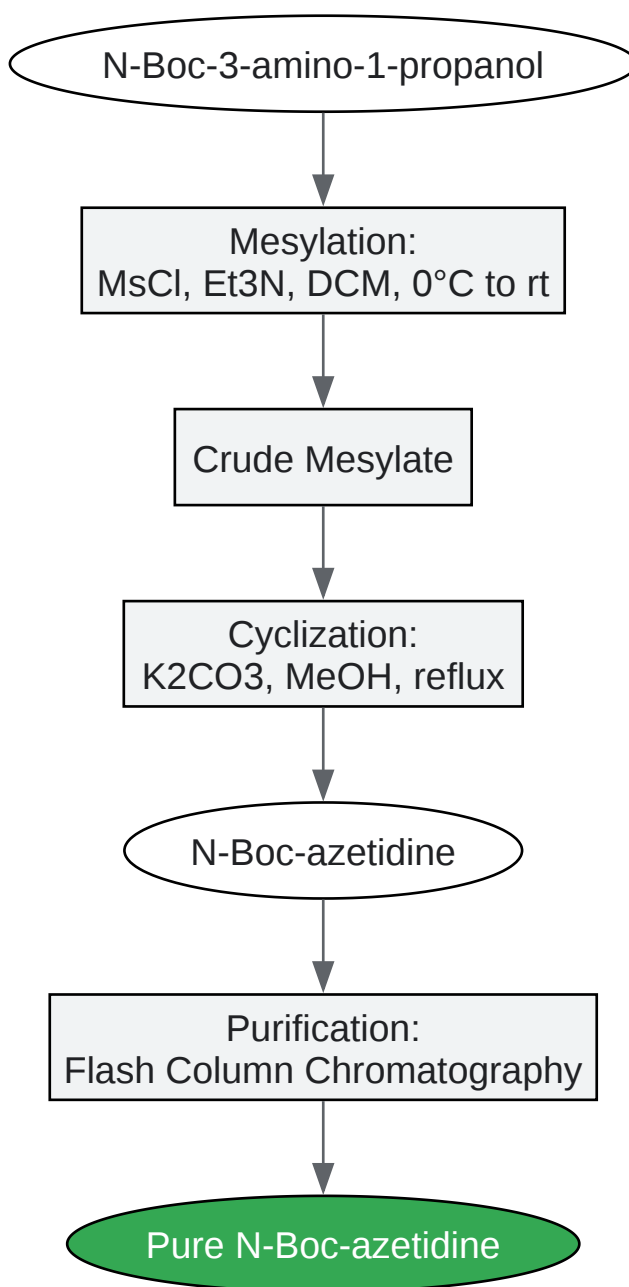 N-Boc-3-amino-1-propanol
Mesylation:
MsCl, Et3N, DCM, 0°C to rt
Crude Mesylate
Cyclization:
K2CO3, MeOH, reflux
N-Boc-azetidine
Purification:
Flash Column Chromatography
Pure N-Boc-azetidine